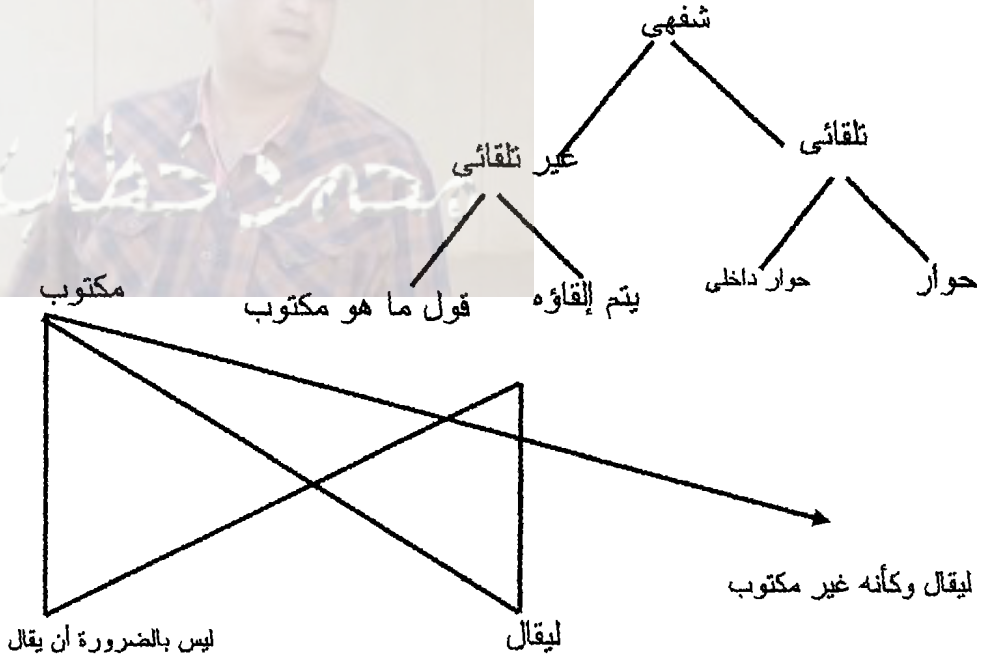 شفهى
تلقائى
غير تلقائى
حوار
حوار داخلى
يتم إلقاؤه
قول ما هو مكتوب
مكتوب
ليقال وكأنه غير مكتوب
ليقال
ليس بالضرورة أن يقال